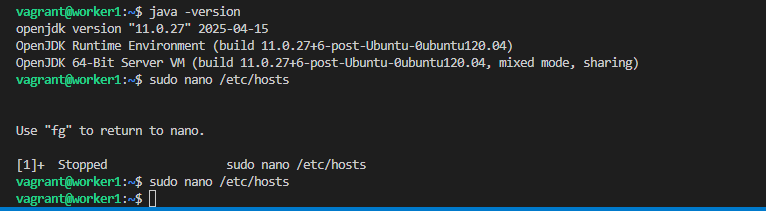 vagrant@worker1:~$ java -version
openjdk version "11.0.27" 2025-04-15
OpenJDK Runtime Environment (build 11.0.27+6-post-Ubuntu-0ubuntu120.04)
OpenJDK 64-Bit Server VM (build 11.0.27+6-post-Ubuntu-0ubuntu120.04, mixed mode, sharing)
vagrant@worker1:~$ sudo nano /etc/hosts
Use "fg" to return to nano.
[1]+  Stopped                 sudo nano /etc/hosts
vagrant@worker1:~$ sudo nano /etc/hosts
vagrant@worker1:~$